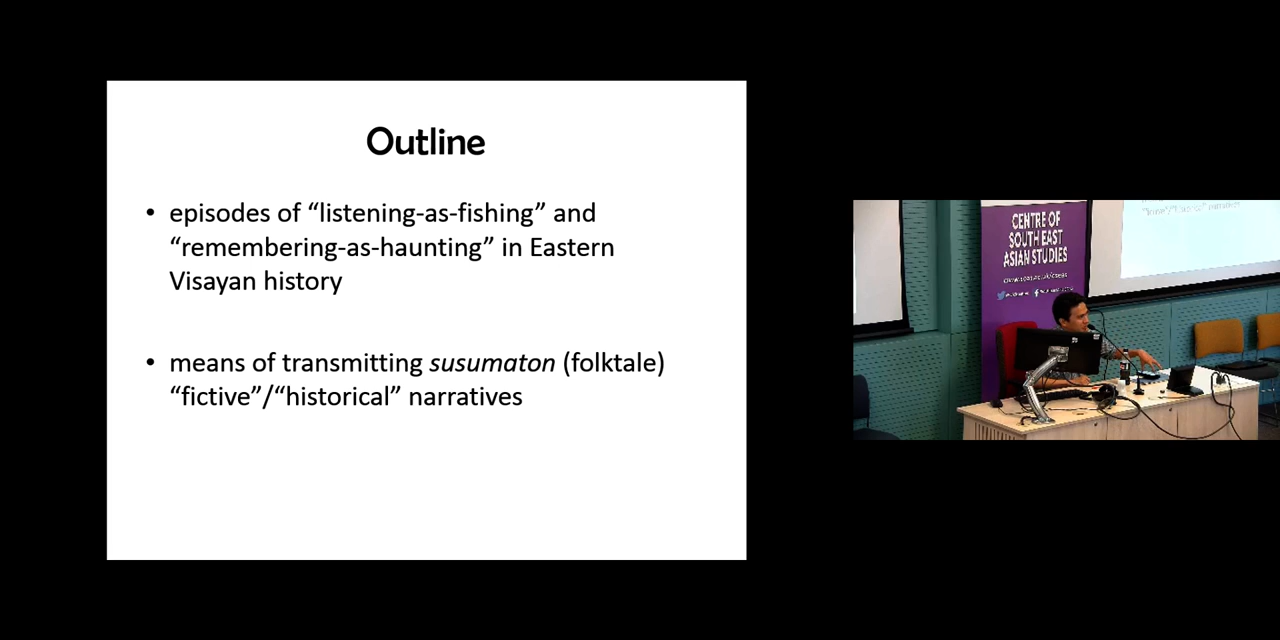 Outline
• episodes of “listening-as-fishing” and
“remembering-as-haunting” in Eastern
Visayan history
• means of transmitting susumaton (folktale)
“fictive”/“historical” narratives
CENTRE OF
SOUTH EAST
ASIAN STUDIES